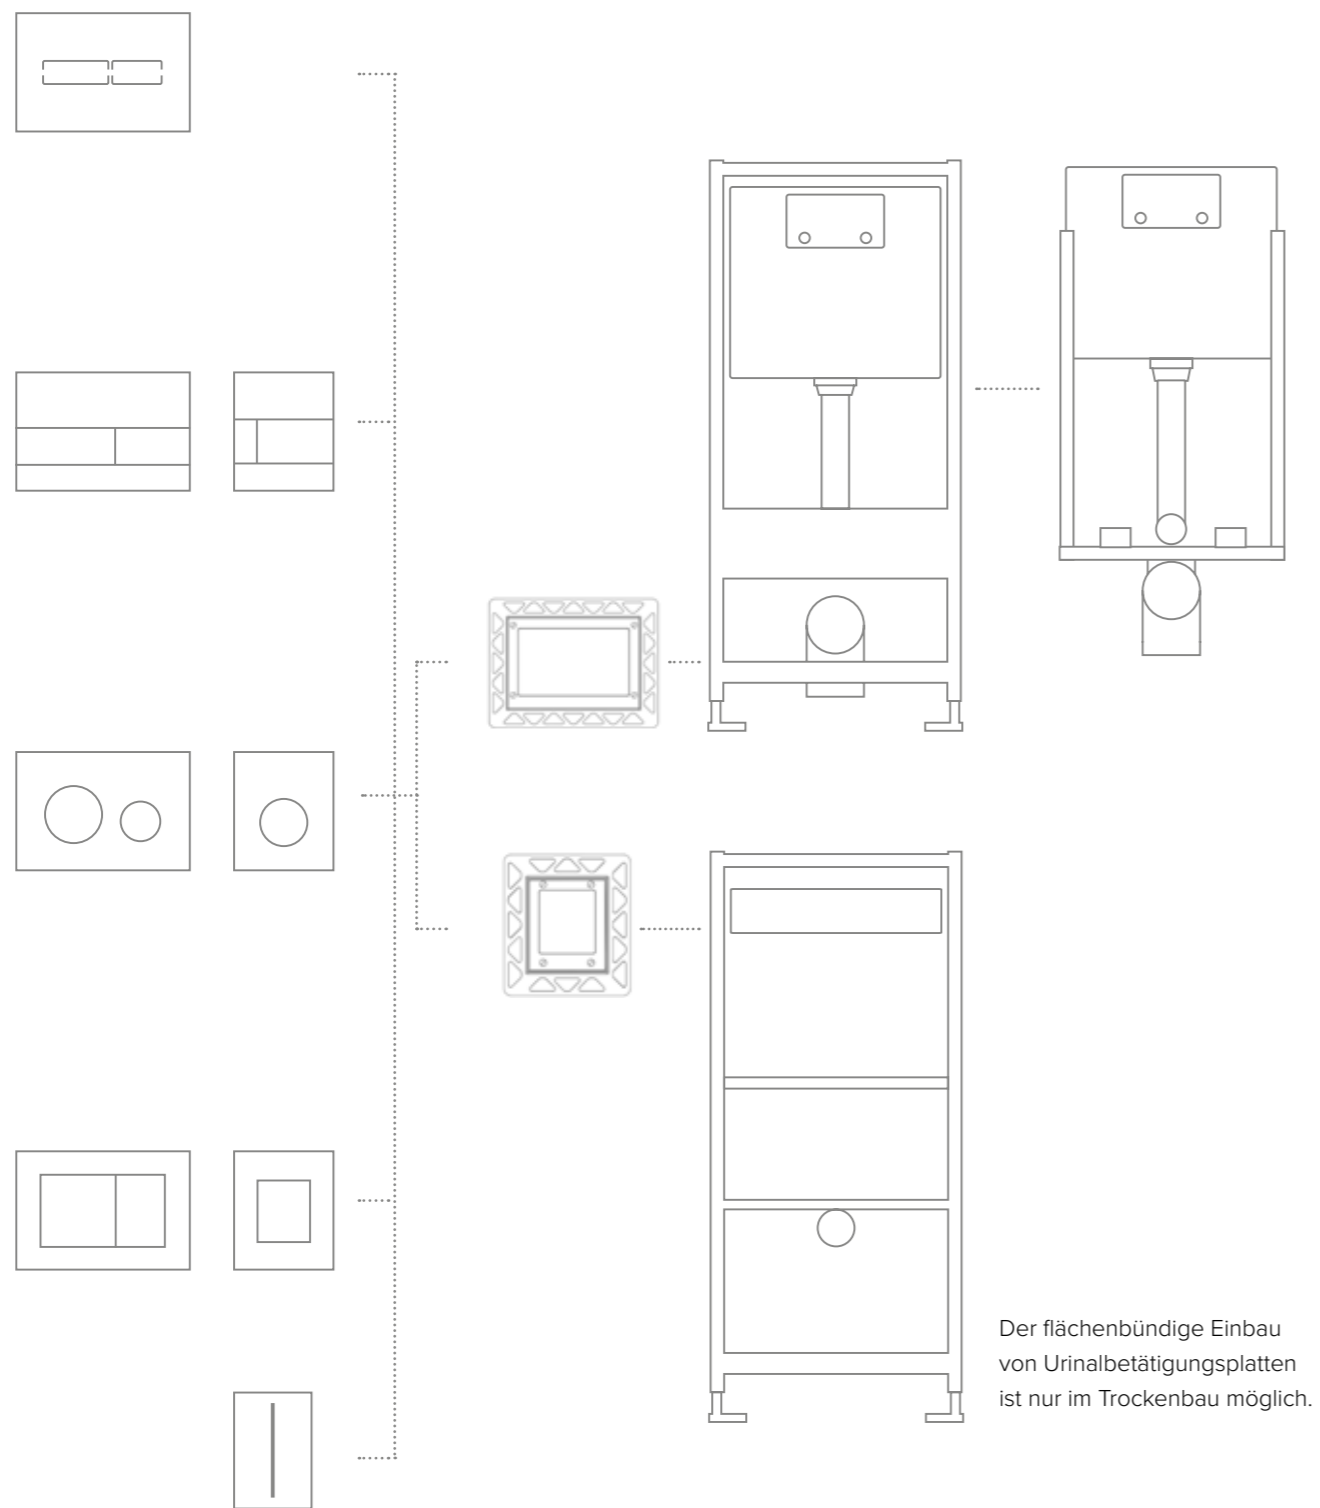 Der flächenbündige Einbau
von Urinalbetätigungsplatten
ist nur im Trockenbau möglich.